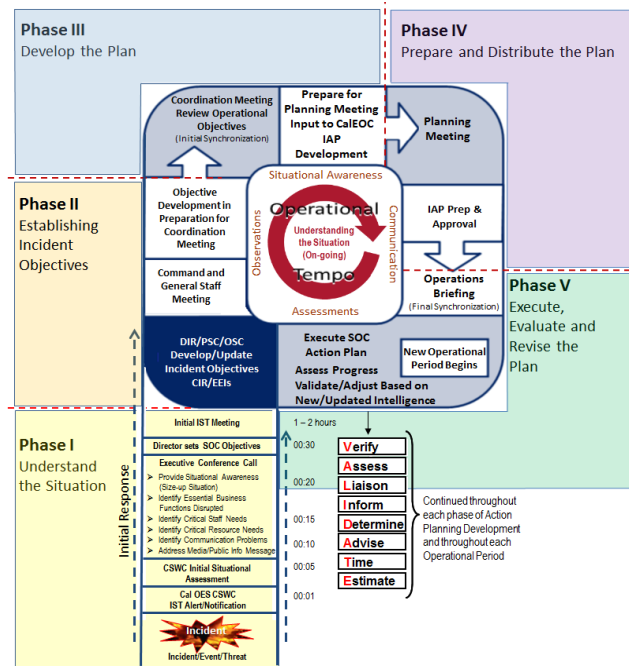 Phase III
Develop the Plan
Phase IV
Prepare and Distribute the Plan
Coordination Meeting
Review Operational
Objectives
(Initial Synchronization)
Prepare for
Planning Meeting
Input to CalEOC
IAP
Development
Planning
Meeting
Phase II
Establishing
Incident
Objectives
Objective
Development in
Preparation for
Coordination
Meeting
Command and
General Staff
Meeting
Situational Awareness
Observations
Operational
Understanding
the Situation
(On-going)
Tempo
Communication
Assessments
IAP Prep &
Approval
Operations
Briefing
(Final Synchronization)
Phase V
Execute,
Evaluate and
Revise the
Plan
DIR/PSC/OSC
Develop/Update
Incident Objectives
CIR/EEIs
Execute SOC
Action Plan
Assess Progress
Validate/Adjust Based on
New/Updated Intelligence
New Operational
Period Begins
Phase I
Understand
the Situation
Initial Response
Initial IST Meeting
Director sets SOC Objectives
Executive Conference Call
➢ Provide Situational Awareness
(Size-up Situation)
➢ Identify Essential Business
Functions Disrupted
➢ Identify Critical Staff Needs
➢ Identify Critical Resource Needs
➢ Identify Communication Problems
➢ Address Media/Public Info Message
CSWC Initial Situational
Assessment
Cal OES CSWC
IST Alert/Notification
Incident
Incident/Event/Threat
1 – 2 hours
00:30
00:20
00:15
00:10
00:05
00:01
Verify
Assess
Liaison
Inform
Determine
Advise
Time
Estimate
Continued throughout
each phase of Action
Planning Development
and throughout each
Operational Period